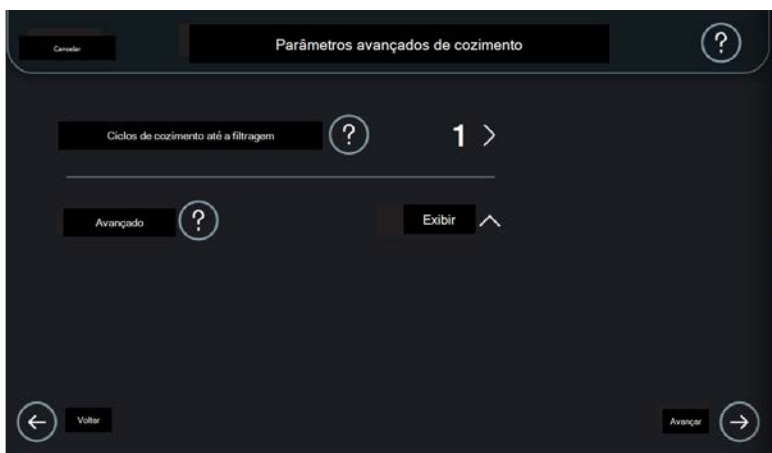 Cancelar
Parâmetros avançados de cozimento
?
Ciclos de cozimento até a filtragem
?
1
Avançado
?
Exibir
Voltar
Avançar